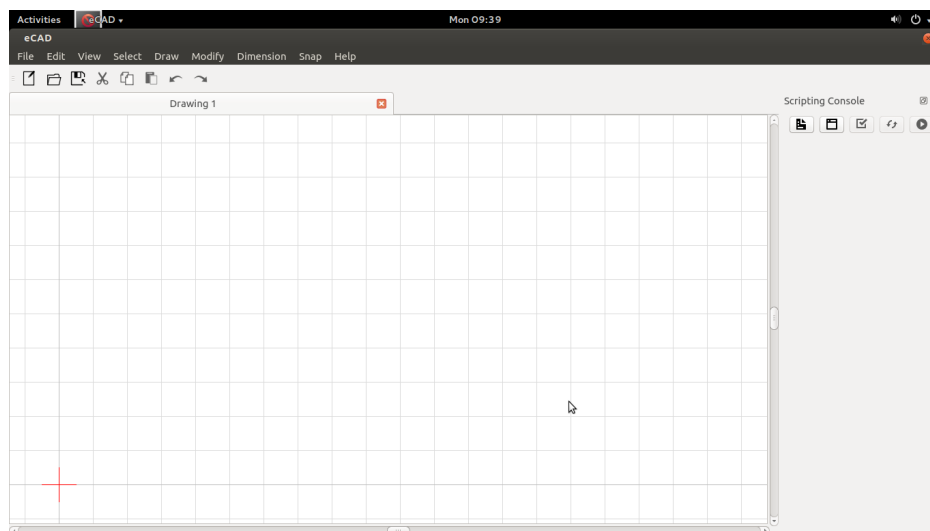 Activities eCAD Mon 09:39
eCAD
File Edit View Select Draw Modify Dimension Snap Help
Drawing 1
Scripting Console